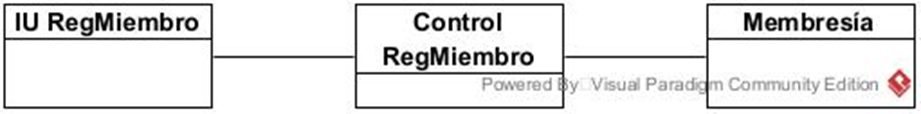 IU RegMiembro
Control
RegMiembro
Membresía
Powered By Visual Paradigm Community Edition